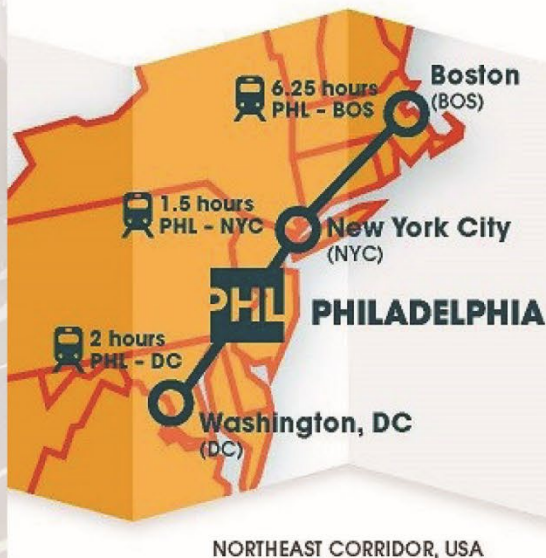 Boston
(BOS)
6.25 hours
PHL - BOS
1.5 hours
PHL - NYC
New York City
(NYC)
PHL
PHILADELPHIA
2 hours
PHL - DC
Washington, DC
(DC)
NORTHEAST CORRIDOR, USA